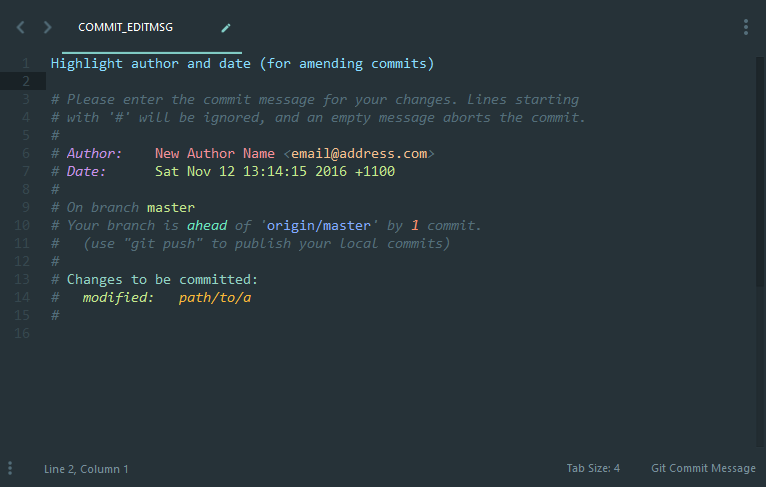 COMMIT_EDITMSG
1 Highlight author and date (for amending commits)
2
3 # Please enter the commit message for your changes. Lines starting
4 # with '#' will be ignored, and an empty message aborts the commit.
5 #
6 # Author:    New Author Name <email@address.com>
7 # Date:      Sat Nov 12 13:14:15 2016 +1100
8 #
9 # On branch master
10 # Your branch is ahead of 'origin/master' by 1 commit.
11 #   (use "git push" to publish your local commits)
12 #
13 # Changes to be committed:
14 #   modified:   path/to/a
15 #
16
Line 2, Column 1 Tab Size: 4 Git Commit Message